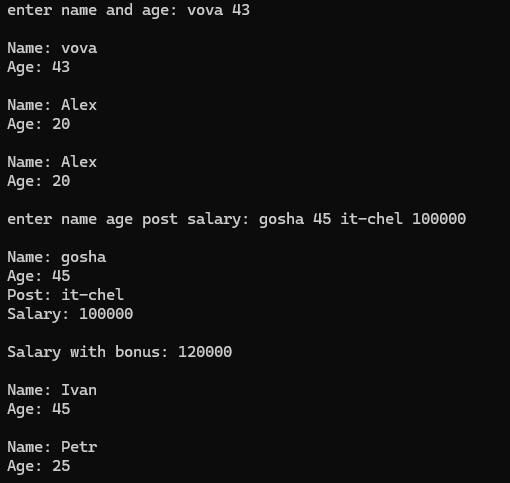 enter name and age: vova 43
Name: vova
Age: 43
Name: Alex
Age: 20
Name: Alex
Age: 20
enter name age post salary: gosha 45 it-chel 100000
Name: gosha
Age: 45
Post: it-chel
Salary: 100000
Salary with bonus: 120000
Name: Ivan
Age: 45
Name: Petr
Age: 25